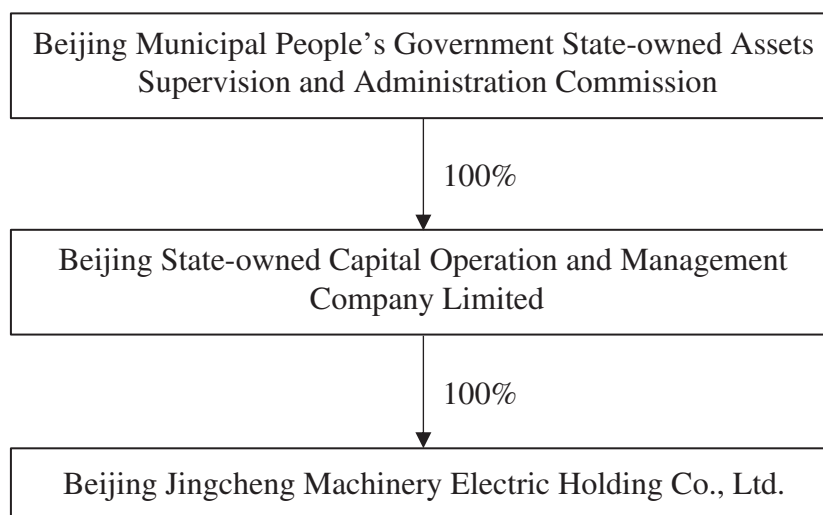 Beijing Municipal People’s Government State-owned Assets
Supervision and Administration Commission
100%
Beijing State-owned Capital Operation and Management
Company Limited
100%
Beijing Jingcheng Machinery Electric Holding Co., Ltd.